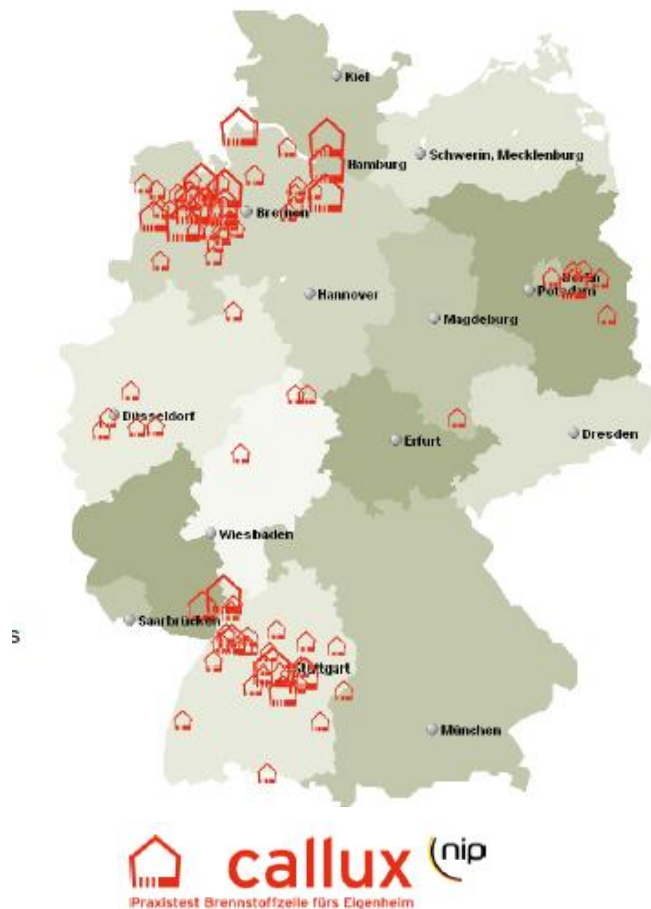 Kiel
Schwerin, Mecklenburg
Hamburg
Bremen
Berlin
Potsdam
Hannover
Magdeburg
Düsseldorf
Dresden
Erfurt
Wiesbaden
Saarbrücken
s
Stuttgart
München
callux
nip
Praxistest Brennstoffzelle fürs Eigenheim